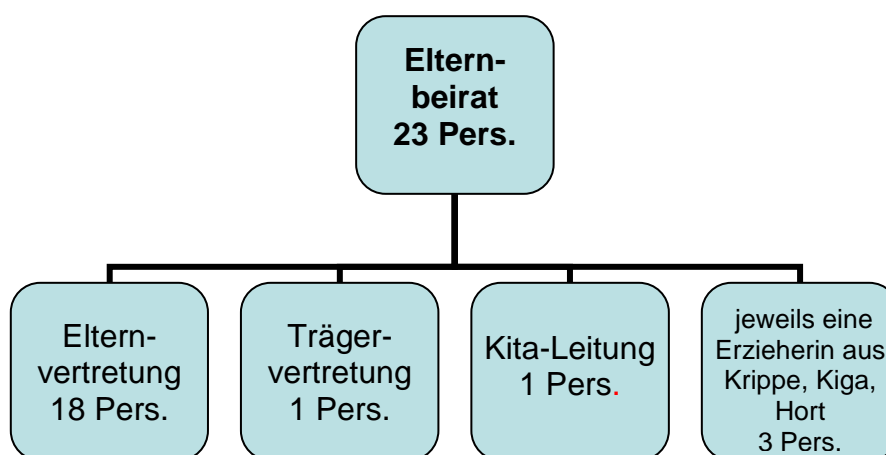 Eltern-
beirat
23 Pers.
Eltern-
vertretung
18 Pers.
Träger-
vertretung
1 Pers.
Kita-Leitung
1 Pers.
jeweils eine
Erzieherin aus
Krippe, Kiga,
Hort
3 Pers.